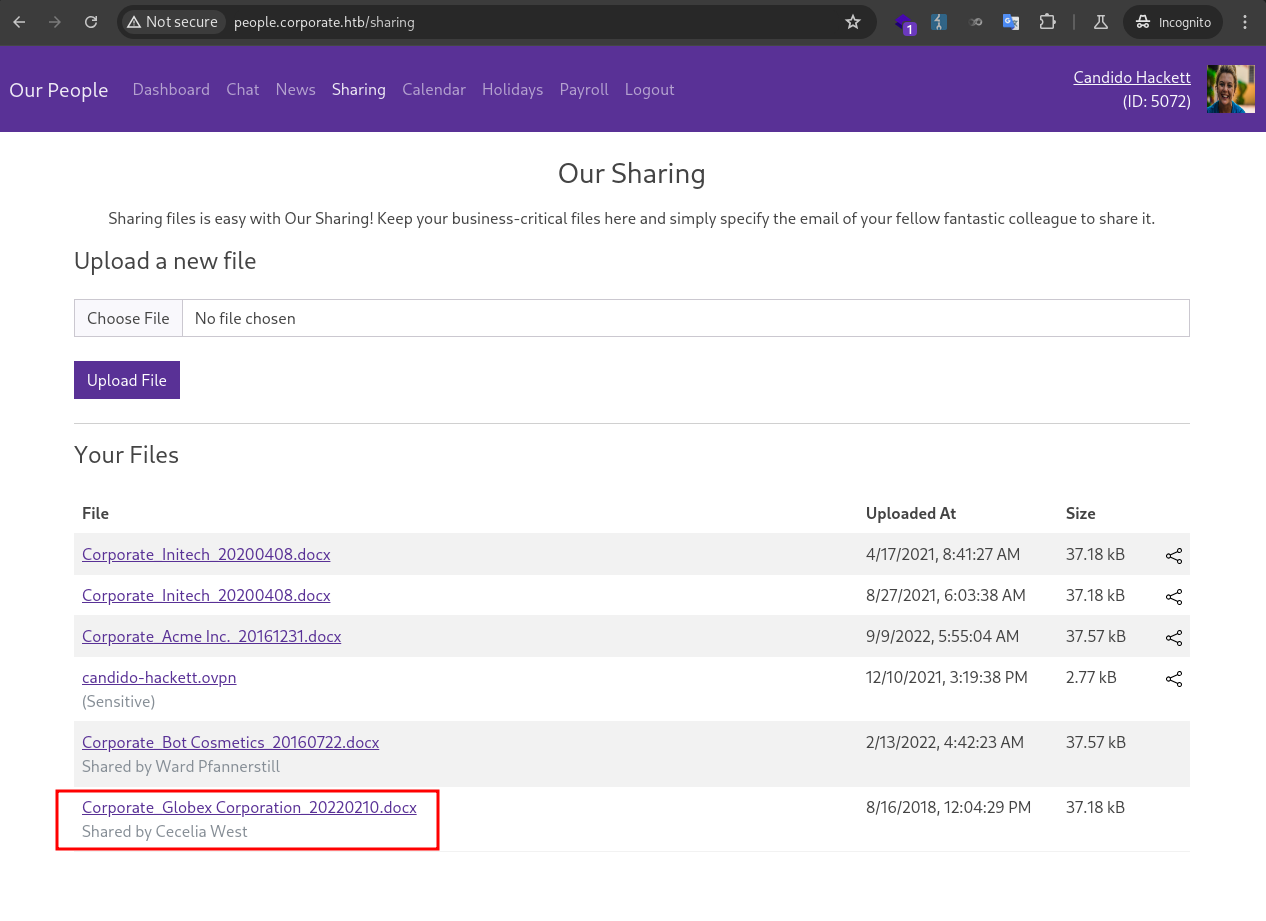 Not secure people.corporate.htb/sharing 1 Incognito
Our People Dashboard Chat News Sharing Calendar Holidays Payroll Logout Candido Hackett
(ID: 5072)
Our Sharing
Sharing files is easy with Our Sharing! Keep your business-critical files here and simply specify the email of your fellow fantastic colleague to share it.
Upload a new file
Choose File No file chosen
Upload File
Your Files
File Uploaded At Size
Corporate_Initech_20200408.docx 4/17/2021, 8:41:27 AM 37.18 kB
Corporate_Initech_20200408.docx 8/27/2021, 6:03:38 AM 37.18 kB
Corporate_Acme Inc._20161231.docx 9/9/2022, 5:55:04 AM 37.57 kB
candido-hackett.ovpn 12/10/2021, 3:19:38 PM 2.77 kB
(Sensitive)
Corporate_Bot Cosmetics_20160722.docx 2/13/2022, 4:42:23 AM 37.57 kB
Shared by Ward Pfannerstill
Corporate_Globex Corporation_20220210.docx 8/16/2018, 12:04:29 PM 37.18 kB
Shared by Cecelia West